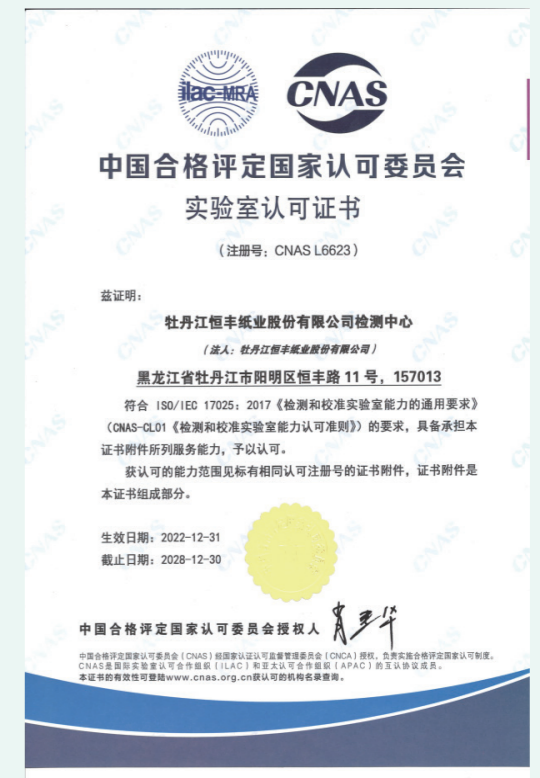 ilac-MRA
CNAS
中国合格评定国家认可委员会
实验室认可证书
（注册号：CNAS L6623）
兹证明：
牡丹江恒丰纸业股份有限公司检测中心
（法人：牡丹江恒丰纸业股份有限公司）
黑龙江省牡丹江市阳明区恒丰路 11 号，157013
符合 ISO/IEC 17025：2017《检测和校准实验室能力的通用要求》
（CNAS-CL01《检测和校准实验室能力认可准则》）的要求，具备承担本
证书附件所列服务能力，予以认可。
获认可的能力范围见标有相同认可注册号的证书附件，证书附件是
本证书组成部分。
生效日期：2022-12-31
截止日期：2028-12-30
中国合格评定国家认可委员会授权人
中国合格评定国家认可委员会（CNAS）经国家认证认可监督管理委员会（CNCA）授权，负责实施合格评定国家认可制度。
CNAS是国际实验室认可合作组织（ILAC）和亚太认可合作组织（APAC）的互认协议成员。
本证书的有效性可登陆www.cnas.org.cn获认可的机构名录查询。